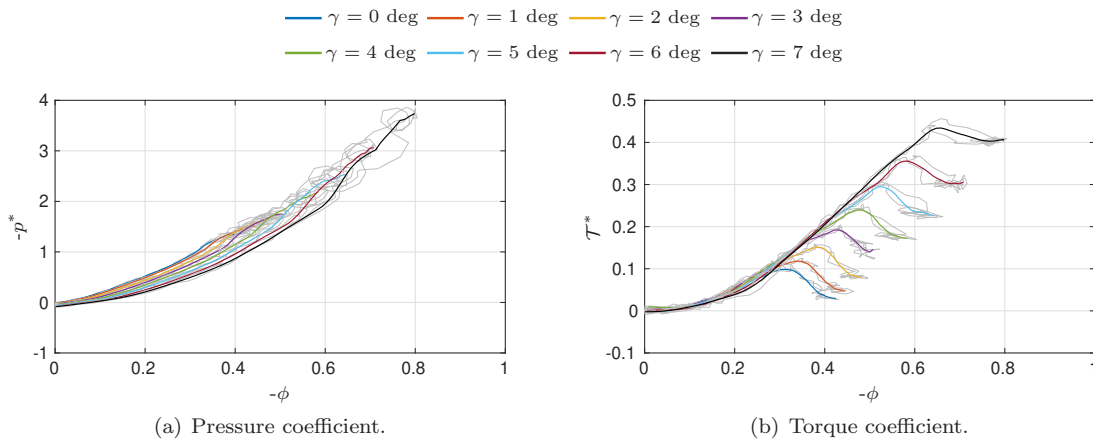 γ = 0 deg γ = 1 deg γ = 2 deg γ = 3 deg
γ = 4 deg γ = 5 deg γ = 6 deg γ = 7 deg
4
3
2
1
0
-1
-p*
0 0.2 0.4 0.6 0.8 1
-ϕ
(a) Pressure coefficient.
0.5
0.4
0.3
0.2
0.1
0
-0.1
𝒯*
0 0.2 0.4 0.6 0.8 1
-ϕ
(b) Torque coefficient.